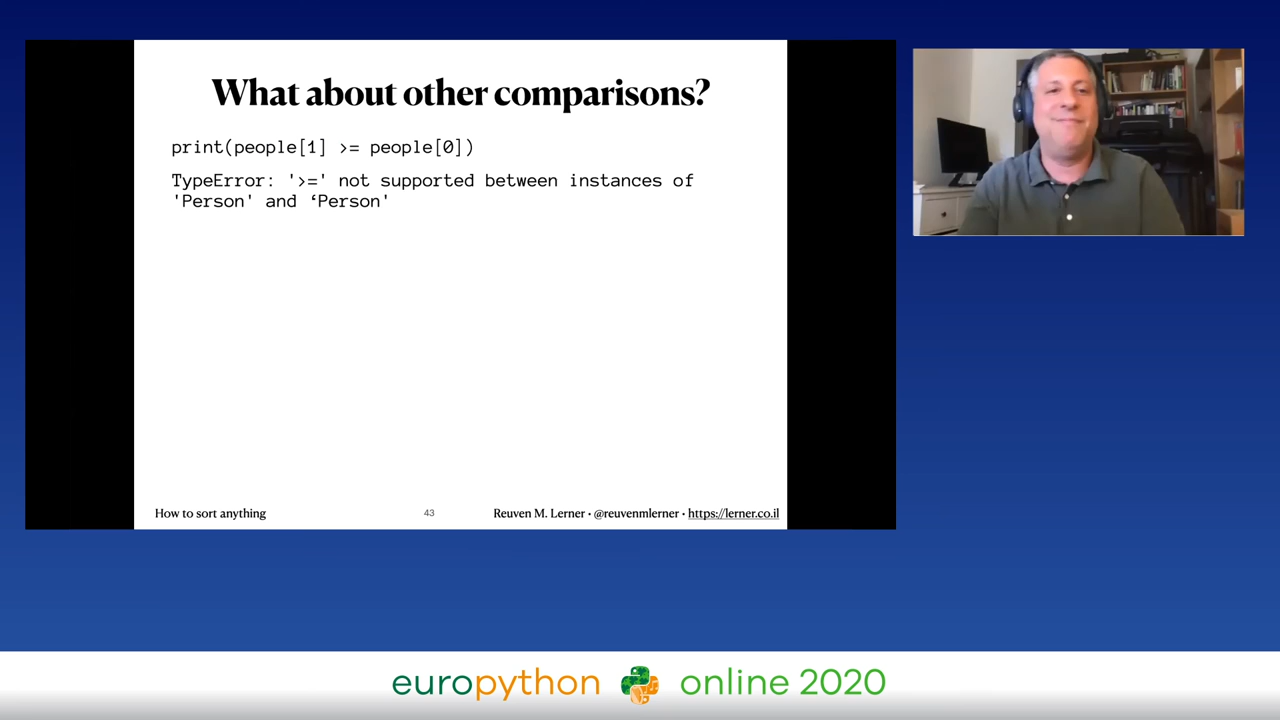 What about other comparisons?
print(people[1] >= people[0])
TypeError: '>=' not supported between instances of
'Person' and ‘Person'
How to sort anything
43
Reuven M. Lerner • @reuvenmlerner • https://lerner.co.il
europython online 2020